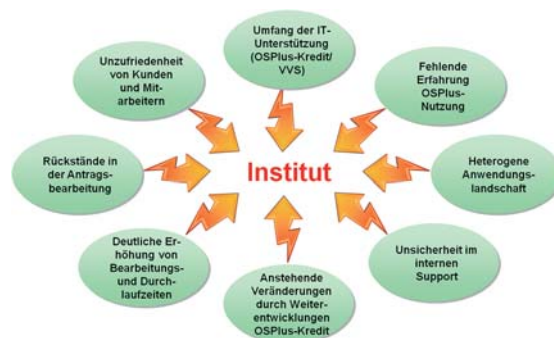 Umfang der IT-
Unterstützung
(OSPlus-Kredit/
VVS)
Fehlende
Erfahrung
OSPlus-
Nutzung
Heterogene
Anwendungs-
landschaft
Unsicherheit im
internen
Support
Anstehende
Veränderungen
durch Weiter-
entwicklungen
OSPlus-Kredit
Deutliche Er-
höhung von
Bearbeitungs-
und Durch-
laufzeiten
Rückstände in
der Antrags-
bearbeitung
Unzufriedenheit
von Kunden
und Mit-
arbeitern
Institut